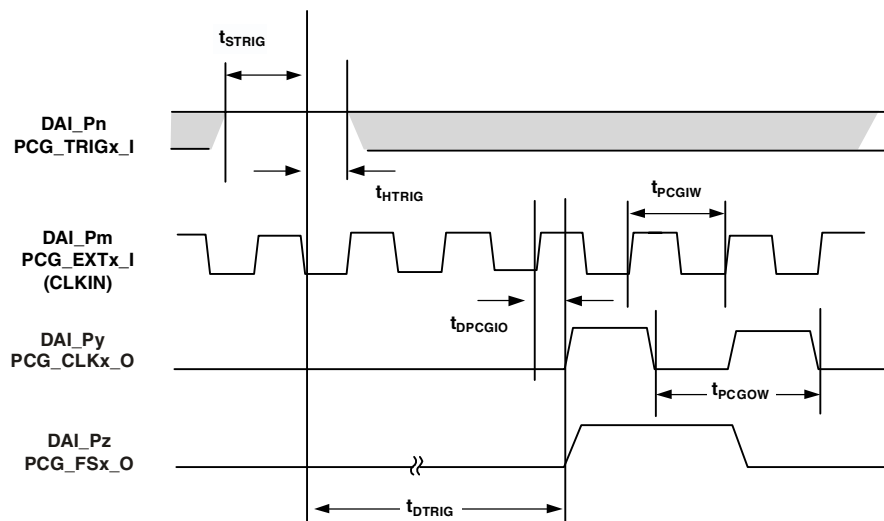 tSTRIG
DAI_Pn
PCG_TRIGx_I
tHTRIG
tPCGIW
DAI_Pm
PCG_EXTx_I
(CLKIN)
tDPCGIO
DAI_Py
PCG_CLKx_O
tPCGOW
DAI_Pz
PCG_FSx_O
tDTRIG